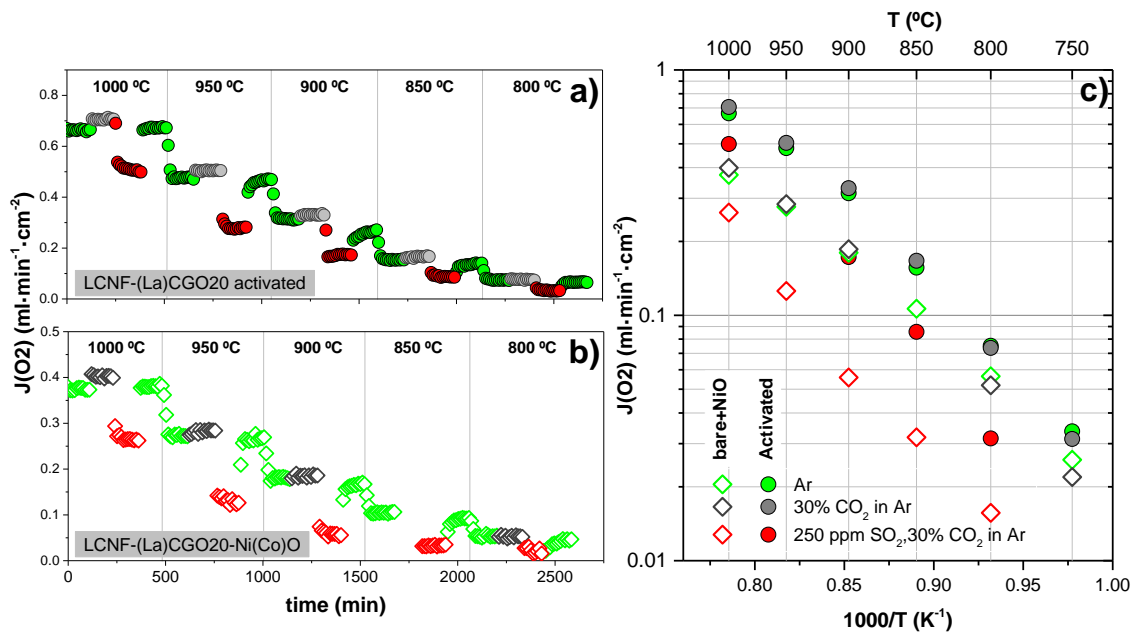 1000 ºC 950 ºC 900 ºC 850 ºC 800 ºC
a)
0.8
0.6
0.4
0.2
0.0
LCNF-(La)CGO20 activated
J(O2) (ml·min-1·cm-2)
1000 ºC 950 ºC 900 ºC 850 ºC 800 ºC
b)
0.5
0.4
0.3
0.2
0.1
0.0
LCNF-(La)CGO20-Ni(Co)O
0 500 1000 1500 2000 2500
time (min)
T (ºC)
1000 950 900 850 800 750
c)
1
0.1
0.01
J(O2) (ml·min-1·cm-2)
bare+NiO
Activated
Ar
30% CO2 in Ar
250 ppm SO2,30% CO2 in Ar
0.80 0.85 0.90 0.95 1.00
1000/T (K-1)